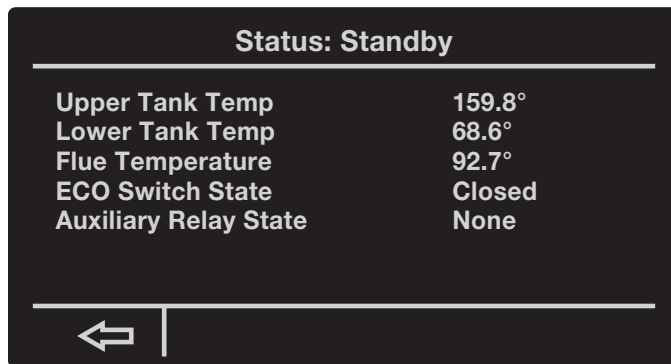 Status: Standby
Upper Tank Temp 159.8°
Lower Tank Temp 68.6°
Flue Temperature 92.7°
ECO Switch State Closed
Auxiliary Relay State None